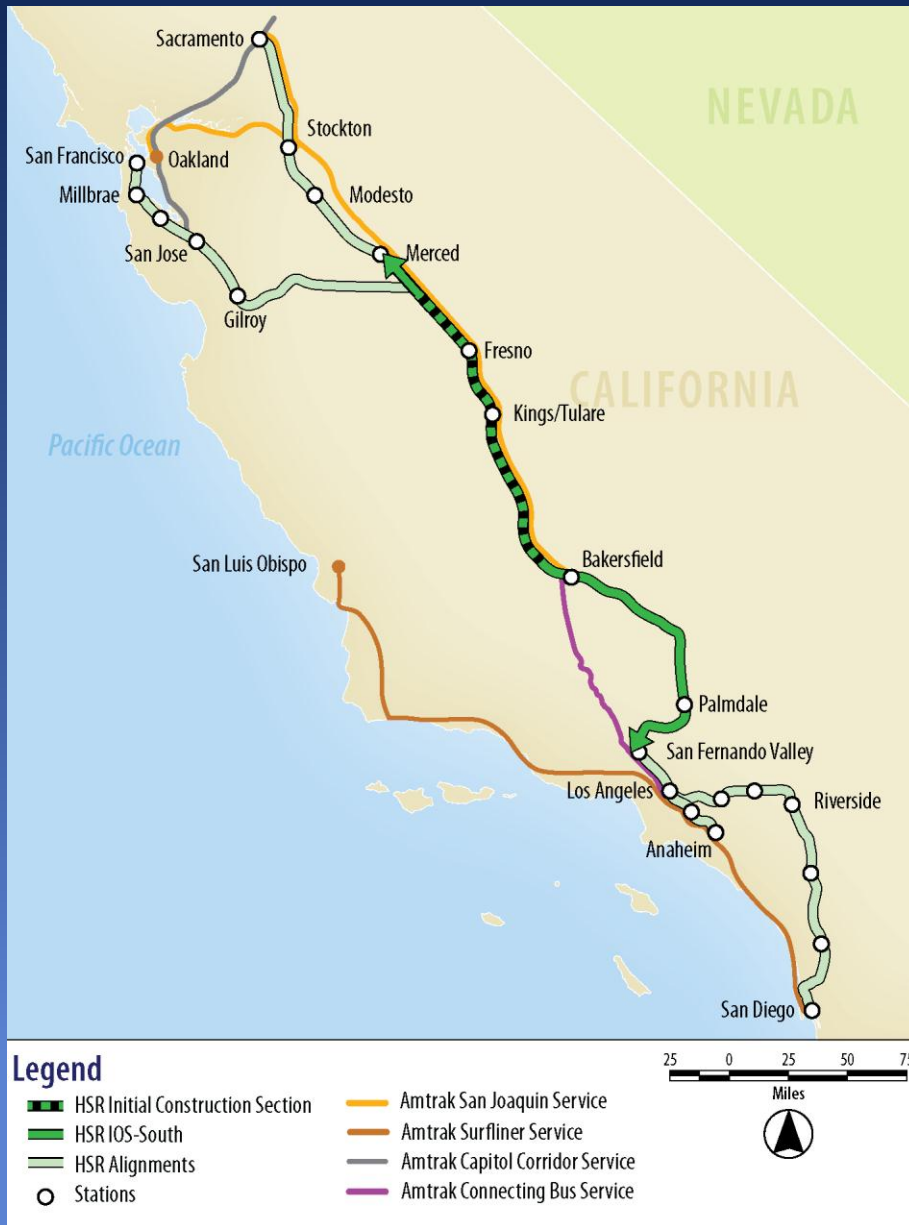 Sacramento
NEVADA
Stockton
San Francisco
Oakland
Millbrae
Modesto
San Jose
Merced
Gilroy
Fresno
CALIFORNIA
Kings/Tulare
Pacific Ocean
San Luis Obispo
Bakersfield
Palmdale
San Fernando Valley
Los Angeles
Riverside
Anaheim
San Diego
Legend
HSR Initial Construction Section
HSR IOS-South
HSR Alignments
Stations
Amtrak San Joaquin Service
Amtrak Surfliner Service
Amtrak Capitol Corridor Service
Amtrak Connecting Bus Service
25 0 25 50 75
Miles